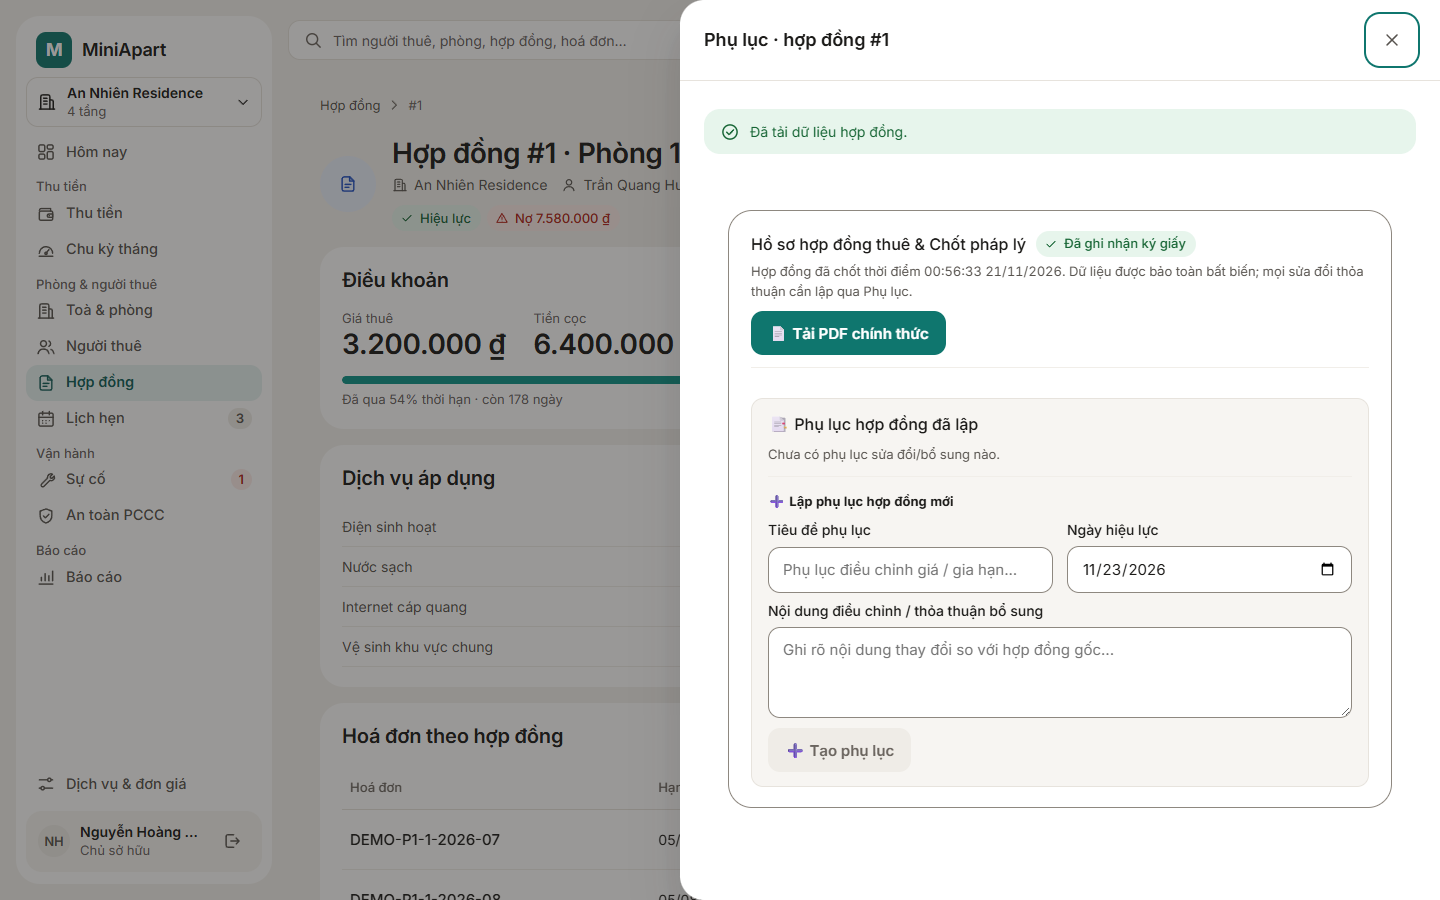 M MiniApart
An Nhiên Residence
4 tầng
Hôm nay
Thu tiền
Thu tiền
Chu kỳ tháng
Phòng & người thuê
Toà & phòng
Người thuê
Hợp đồng
Lịch hẹn 3
Vận hành
Sự cố 1
An toàn PCCC
Báo cáo
Báo cáo
Dịch vụ & đơn giá
NH
Nguyễn Hoàng ...
Chủ sở hữu
Tìm người thuê, phòng, hợp đồng, hoá đơn...
Hợp đồng > #1
Hợp đồng #1 · Phòng 1
An Nhiên Residence Trần Quang
Hiệu lực Nợ 7.580.000 ₫
Điều khoản
Giá thuê Tiền cọc
3.200.000 ₫ 6.400.000
Đã qua 54% thời hạn · còn 178 ngày
Dịch vụ áp dụng
Điện sinh hoạt
Nước sạch
Internet cáp quang
Vệ sinh khu vực chung
Hoá đơn theo hợp đồng
Hoá đơn
DEMO-P1-1-2026-07 05/
DEMO-P1-1-2026-08
Phụ lục · hợp đồng #1
Đã tải dữ liệu hợp đồng.
Hồ sơ hợp đồng thuê & Chốt pháp lý Đã ghi nhận ký giấy
Hợp đồng đã chốt thời điểm 00:56:33 21/11/2026. Dữ liệu được bảo toàn bất biến; mọi sửa đổi thỏa
thuận cần lập qua Phụ lục.
Tải PDF chính thức
Phụ lục hợp đồng đã lập
Chưa có phụ lục sửa đổi/bổ sung nào.
Lập phụ lục hợp đồng mới
Tiêu đề phụ lục Ngày hiệu lực
Phụ lục điều chỉnh giá / gia hạn... 11/23/2026
Nội dung điều chỉnh / thỏa thuận bổ sung
Ghi rõ nội dung thay đổi so với hợp đồng gốc...
Tạo phụ lục